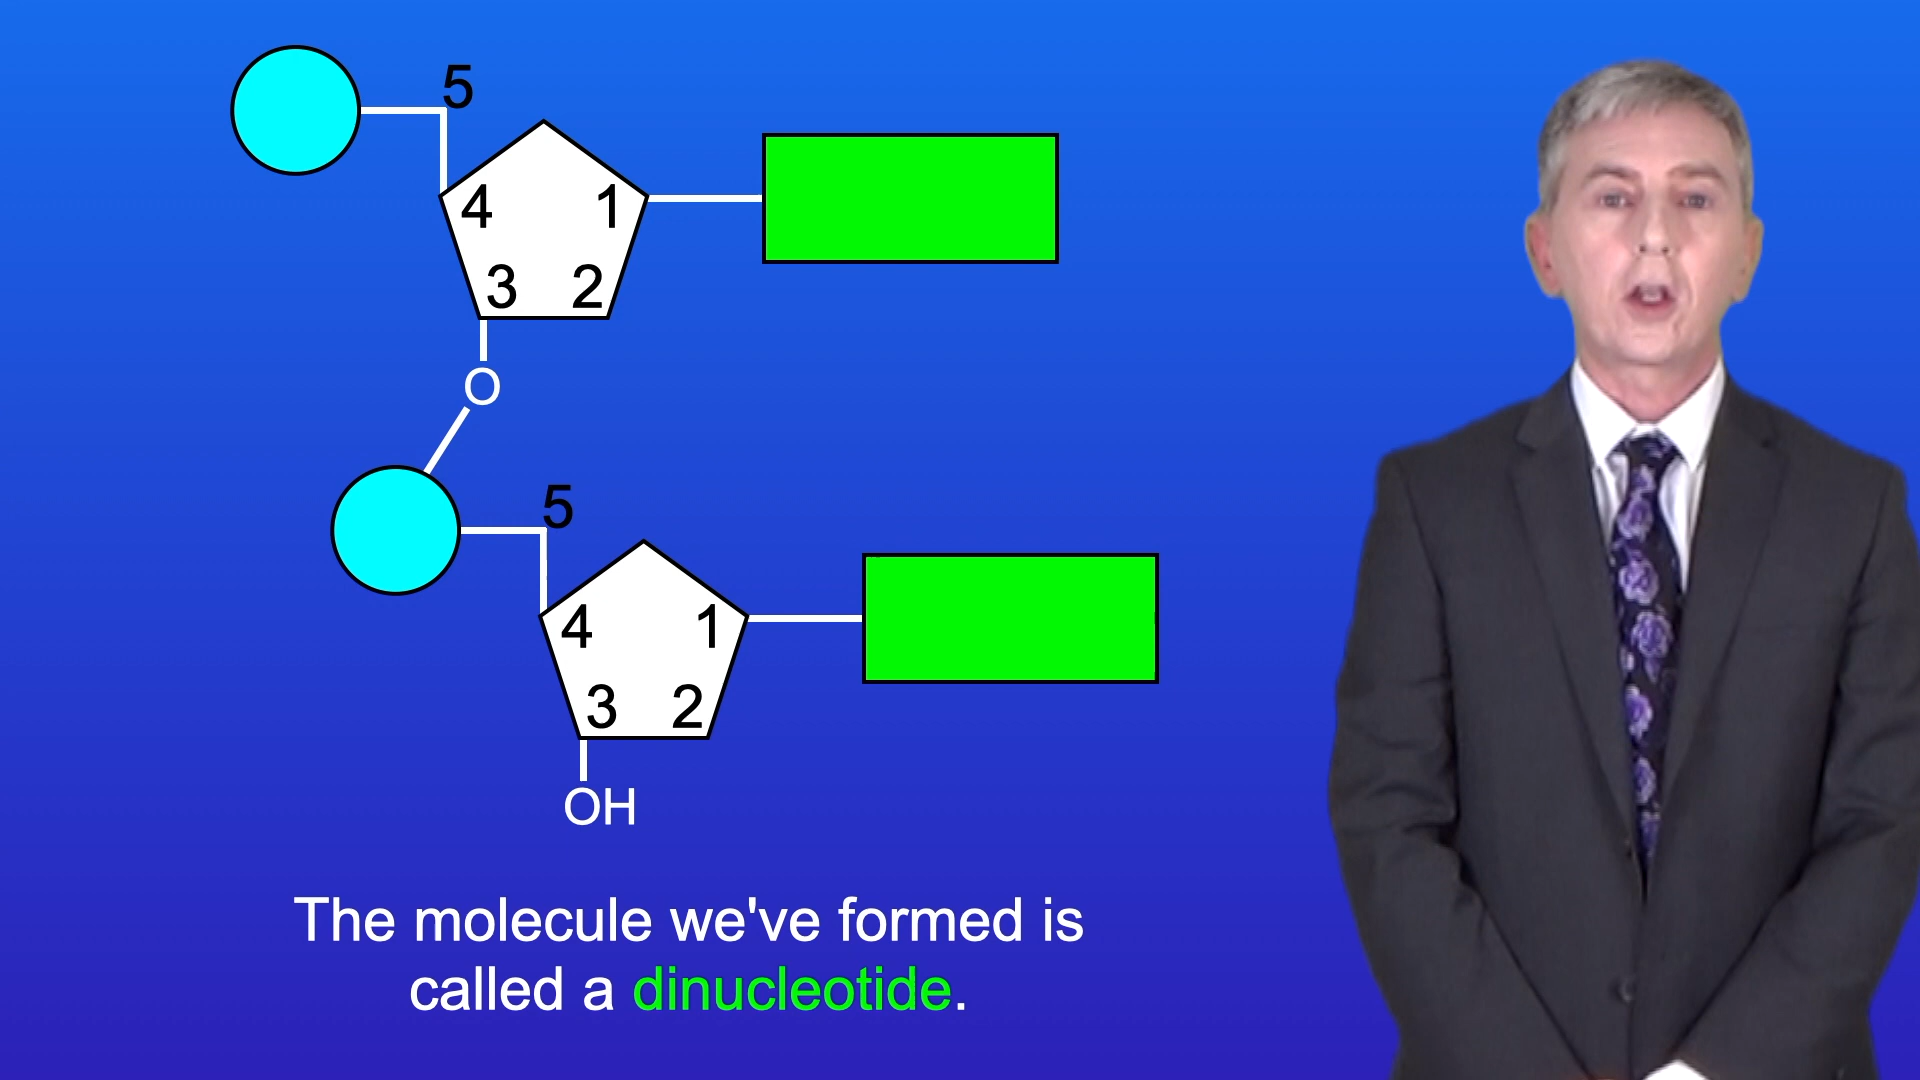 5
4 1
3 2
O
5
4 1
3 2
OH
The molecule we've formed is
called a dinucleotide.